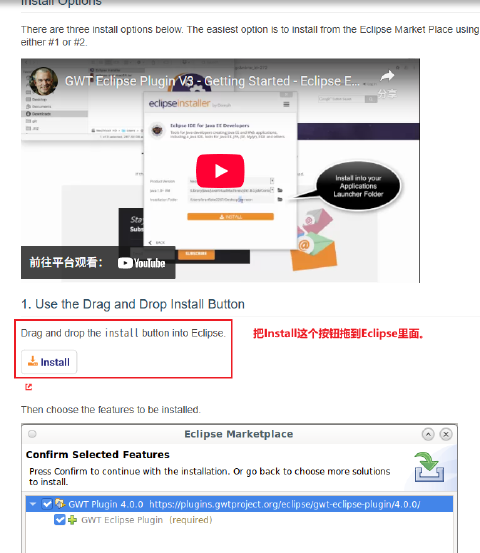 Install Options
There are three install options below. The easiest option is to install from the Eclipse Market Place using
either #1 or #2.
GWT Eclipse Plugin V3 - Getting Started - Eclipse E...
分享
eclipseinstaller
Eclipse IDE for Java EE Developers
Install into your
Applications
Launcher Folder
INSTALL
BACK
Stay
Subs
SUBSCRIBE
前往平台观看：
YouTube
1. Use the Drag and Drop Install Button
Drag and drop the install button into Eclipse.
把Install这个按钮拖到Eclipse里面。
Install
Then choose the features to be installed.
Eclipse Marketplace
Confirm Selected Features
Press Confirm to continue with the installation. Or go back to choose more solutions
to install.
GWT Plugin 4.0.0 https://plugins.gwtproject.org/eclipse/gwt-eclipse-plugin/4.0.0/
GWT Eclipse Plugin (required)